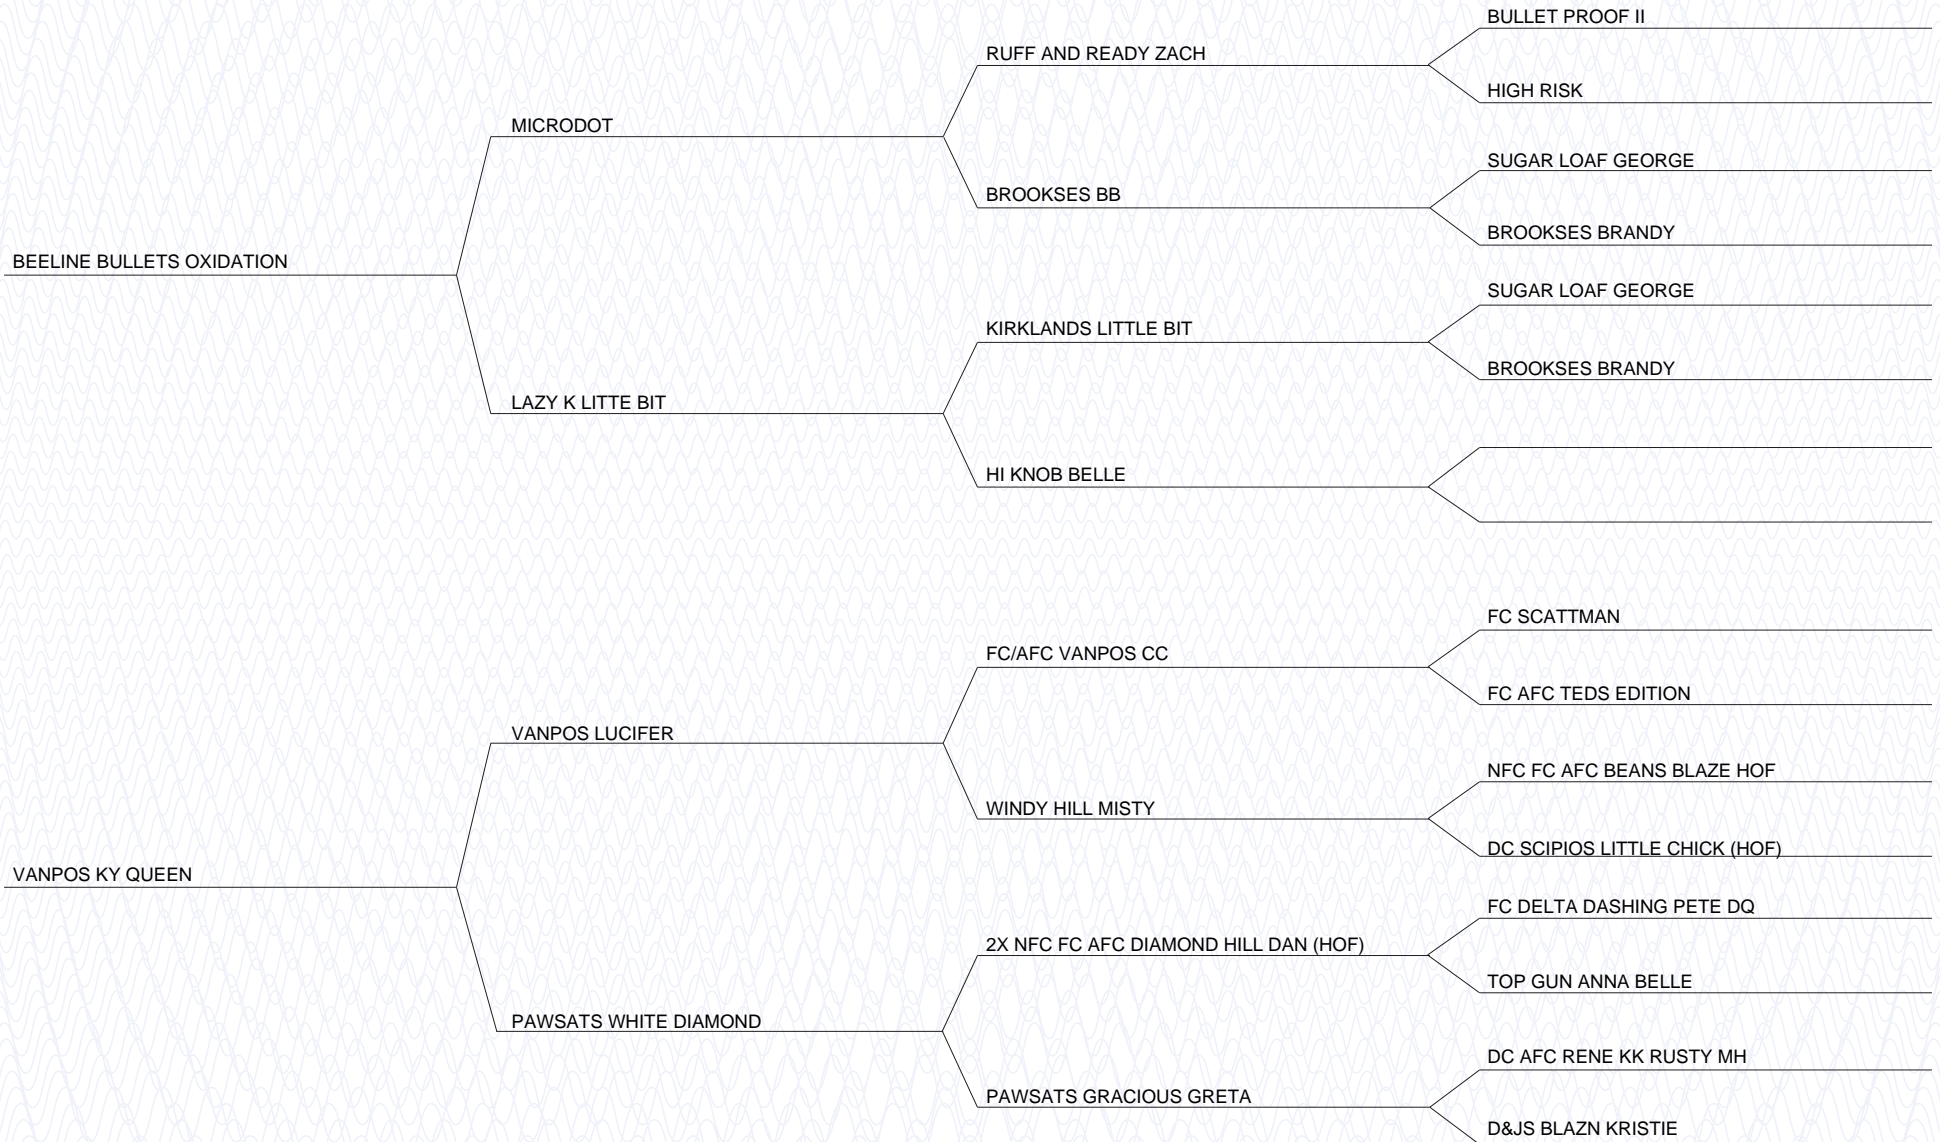 BULLET PROOF II
RUFF AND READY ZACH
HIGH RISK
MICRODOT
SUGAR LOAF GEORGE
BROOKSES BB
BROOKSES BRANDY
BEELINE BULLETS OXIDATION
SUGAR LOAF GEORGE
KIRKLANDS LITTLE BIT
BROOKSES BRANDY
LAZY K LITTE BIT
HI KNOB BELLE
FC SCATTMAN
FC/AFC VANPOS CC
FC AFC TEDS EDITION
VANPOS LUCIFER
NFC FC AFC BEANS BLAZE HOF
WINDY HILL MISTY
DC SCIPIOS LITTLE CHICK (HOF)
VANPOS KY QUEEN
FC DELTA DASHING PETE DQ
2X NFC FC AFC DIAMOND HILL DAN (HOF)
TOP GUN ANNA BELLE
PAWSATS WHITE DIAMOND
DC AFC RENE KK RUSTY MH
PAWSATS GRACIOUS GRETA
D&JS BLAZN KRISTIE